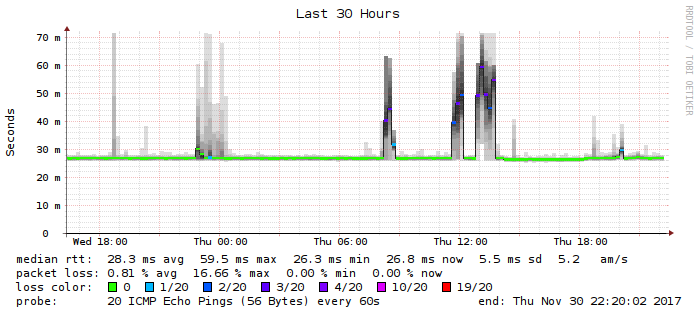 Last 30 Hours
RRDTOOL / TOBI OETIKER
Seconds
70 m
60 m
50 m
40 m
30 m
20 m
10 m
0
Wed 18:00 Thu 00:00 Thu 06:00 Thu 12:00 Thu 18:00
median rtt: 28.3 ms avg 59.5 ms max 26.3 ms min 26.8 ms now 5.5 ms sd 5.2 am/s
packet loss: 0.81 % avg 16.66 % max 0.00 % min 0.00 % now
loss color: 0 1/20 2/20 3/20 4/20 10/20 19/20
probe: 20 ICMP Echo Pings (56 Bytes) every 60s end: Thu Nov 30 22:20:02 2017